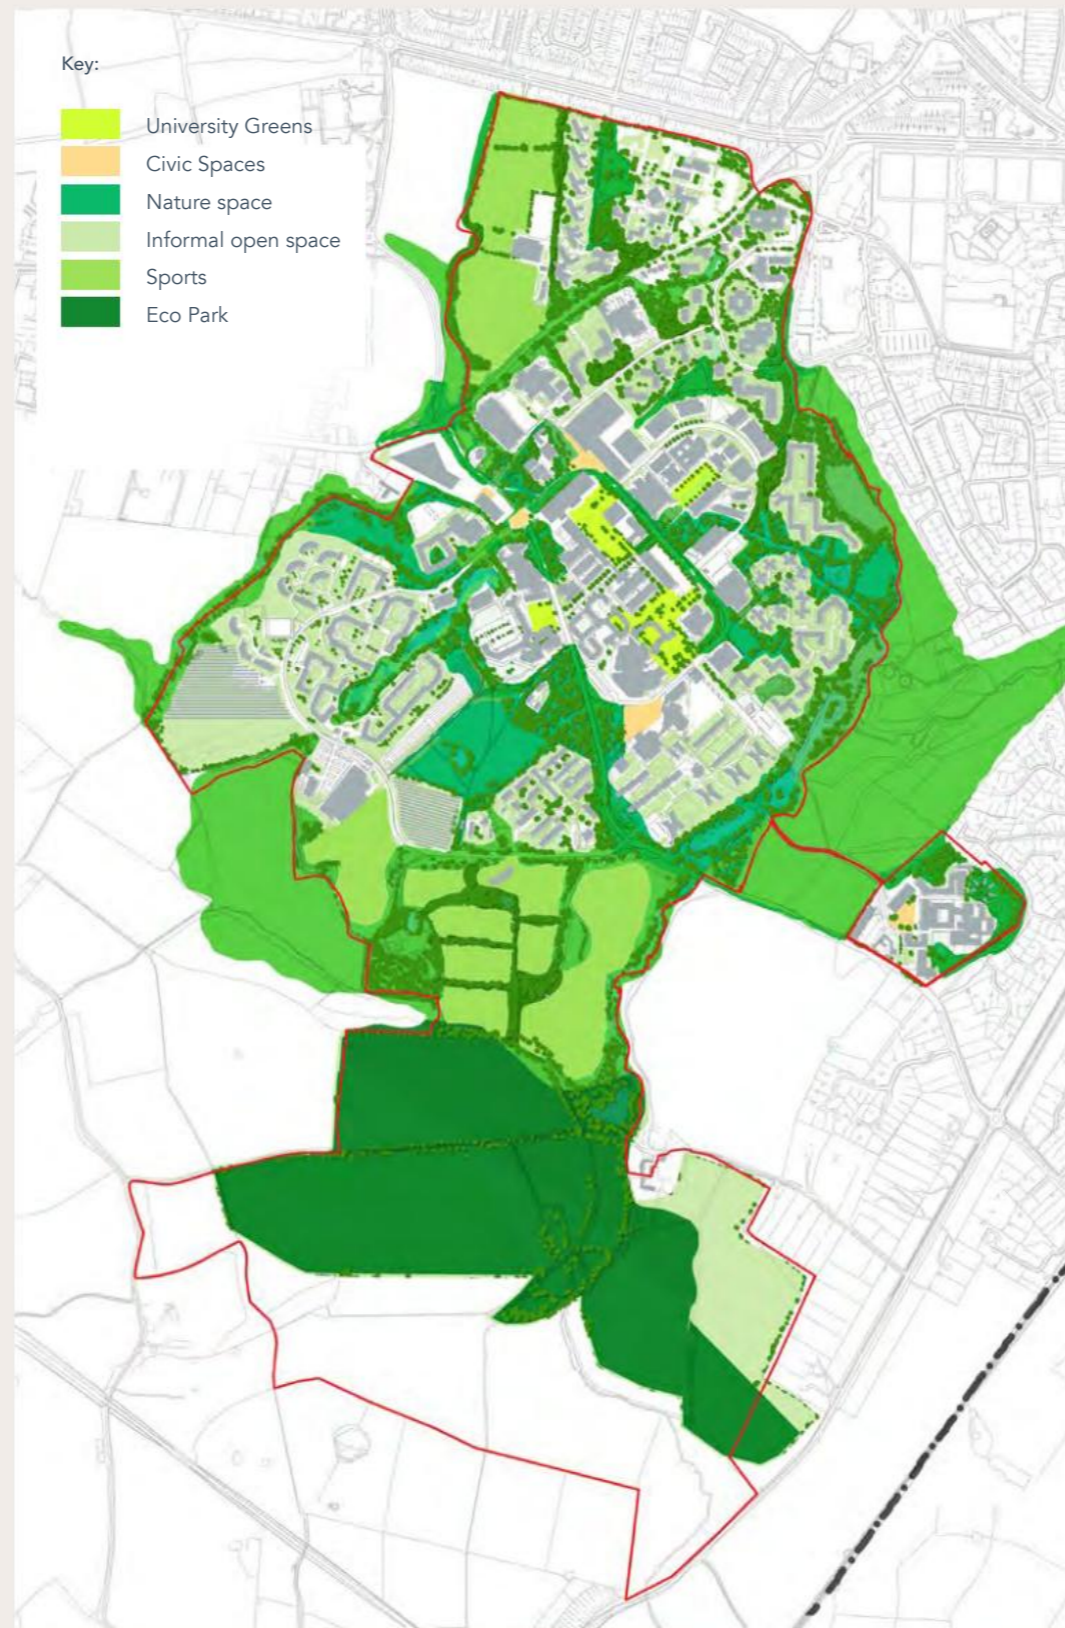 Key:
University Greens
Civic Spaces
Nature space
Informal open space
Sports
Eco Park